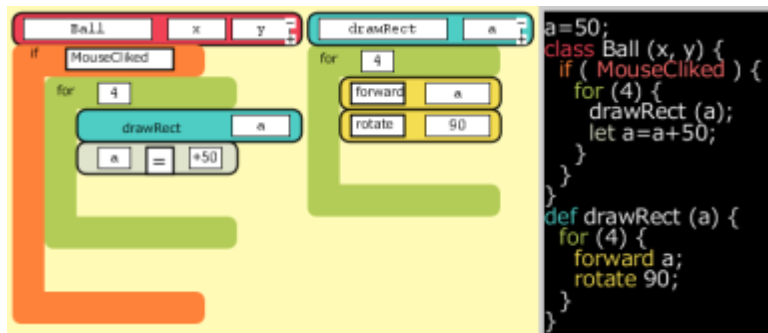 Ball x y - +
drawRect a - +
if MouseCliked
for 4
drawRect a
a = +50
for 4
forward a
rotate 90
a=50;
class Ball (x, y) {
if ( MouseCliked ) {
for (4) {
drawRect (a);
let a=a+50;
}
}
}
def drawRect (a) {
for (4) {
forward a;
rotate 90;
}
}